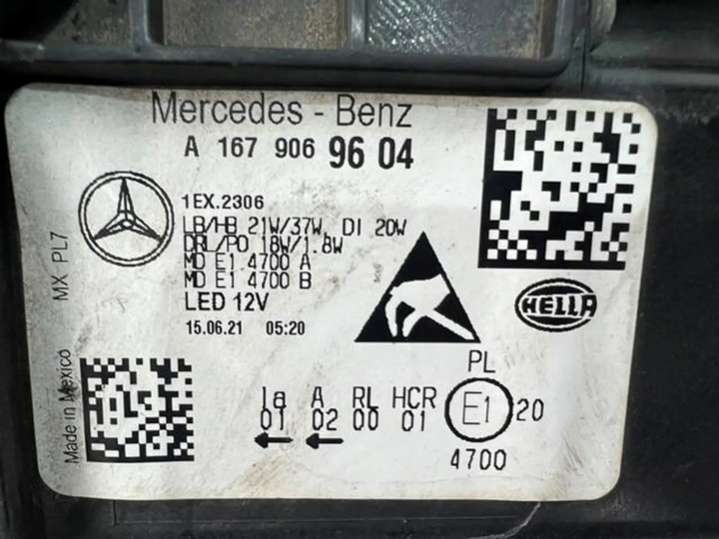 Mercedes - Benz
A 167 906 96 04
1EX.2306
LB/HB 21W/37W, DI 20W
DRL/PO 18W/1.8W
MD E1 4700 A
MD E1 4700 B
LED 12V
15.06.21 05:20
MX PL7
Made in Mexico
HELLA
PL
1a A RL HCR
01 02 00 01
E1 20
4700